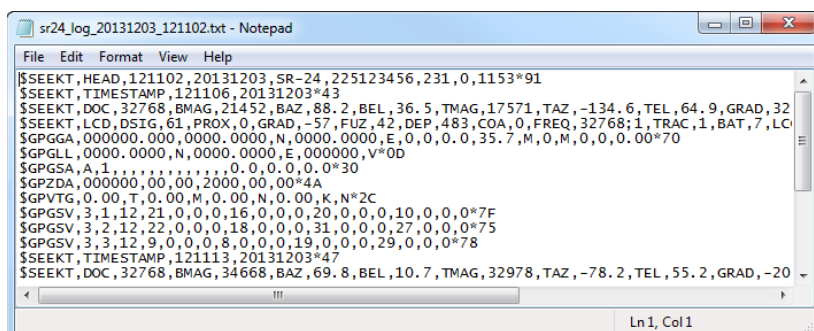 sr24_log_20131203_121102.txt - Notepad
File Edit Format View Help
$SEEKT,HEAD,121102,20131203,SR-24,225123456,231,0,1153*91
$SEEKT,TIMESTAMP,121106,20131203*43
$SEEKT,DOC,32768,BMAG,21452,BAZ,88.2,BEL,36.5,TMAG,17571,TAZ,-134.6,TEL,64.9,GRAD,32
$SEEKT,LCD,DSIG,61,PROX,0,GRAD,-57,FUZ,42,DEP,483,COA,0,FREQ,32768;1,TRAC,1,BAT,7,LC
$GPGGA,000000.000,0000.0000,N,0000.0000,E,0,0,0.0,35.7,M,0,M,0,0,0.00*70
$GPGLL,0000.0000,N,0000.0000,E,000000,V*0D
$GPGSA,A,1,,,,,,,,,,,,,0.0,0.0,0.0*30
$GPZDA,000000,00,00,2000,00,00*4A
$GPVTG,0.00,T,0.00,M,0.00,N,0.00,K,N*2C
$GPGSV,3,1,12,21,0,0,0,16,0,0,0,20,0,0,0,10,0,0,0*7F
$GPGSV,3,2,12,22,0,0,0,18,0,0,0,31,0,0,0,27,0,0,0*75
$GPGSV,3,3,12,9,0,0,0,8,0,0,0,19,0,0,0,29,0,0,0*78
$SEEKT,TIMESTAMP,121113,20131203*47
$SEEKT,DOC,32768,BMAG,34668,BAZ,69.8,BEL,10.7,TMAG,32978,TAZ,-78.2,TEL,55.2,GRAD,-20
Ln 1, Col 1